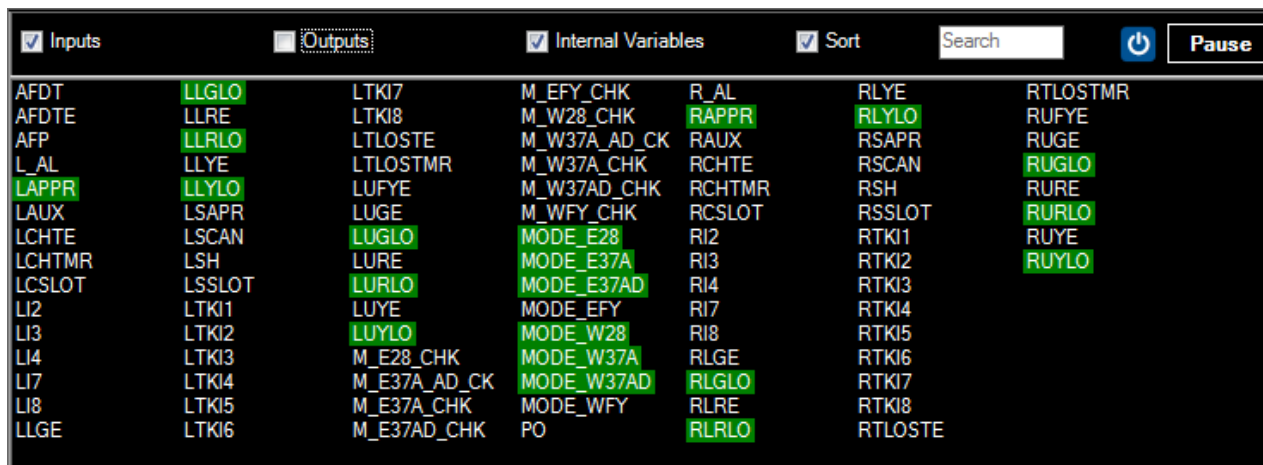 Inputs Outputs Internal Variables Sort Search Pause
AFDT LLGLO LTKI7 M_EFY_CHK R_AL RLYE RTLOSTMR
AFDTE LLRE LTKI8 M_W28_CHK RAPPR RLYLO RUFYE
AFP LLRLO LTLOSTE M_W37A_AD_CK RAUX RSAPR RUGE
L_AL LLYE LTLOSTMR M_W37A_CHK RCHTE RSCAN RUGLO
LAPPR LLYLO LUFYE M_W37AD_CHK RCHTMR RSH RURE
LAUX LSAPR LUGE M_WFY_CHK RCSLOT RSSLOT RURLO
LCHTE LSCAN LUGLO MODE_E28 RI2 RTKI1 RUYE
LCHTMR LSH LURE MODE_E37A RI3 RTKI2 RUYLO
LCSLOT LSSLOT LURLO MODE_E37AD RI4 RTKI3
LI2 LTKI1 LUYE MODE_EFY RI7 RTKI4
LI3 LTKI2 LUYLO MODE_W28 RI8 RTKI5
LI4 LTKI3 M_E28_CHK MODE_W37A RLGE RTKI6
LI7 LTKI4 M_E37A_AD_CK MODE_W37AD RLGLO RTKI7
LI8 LTKI5 M_E37A_CHK MODE_WFY RLRE RTKI8
LLGE LTKI6 M_E37AD_CHK PO RLRLO RTLOSTE